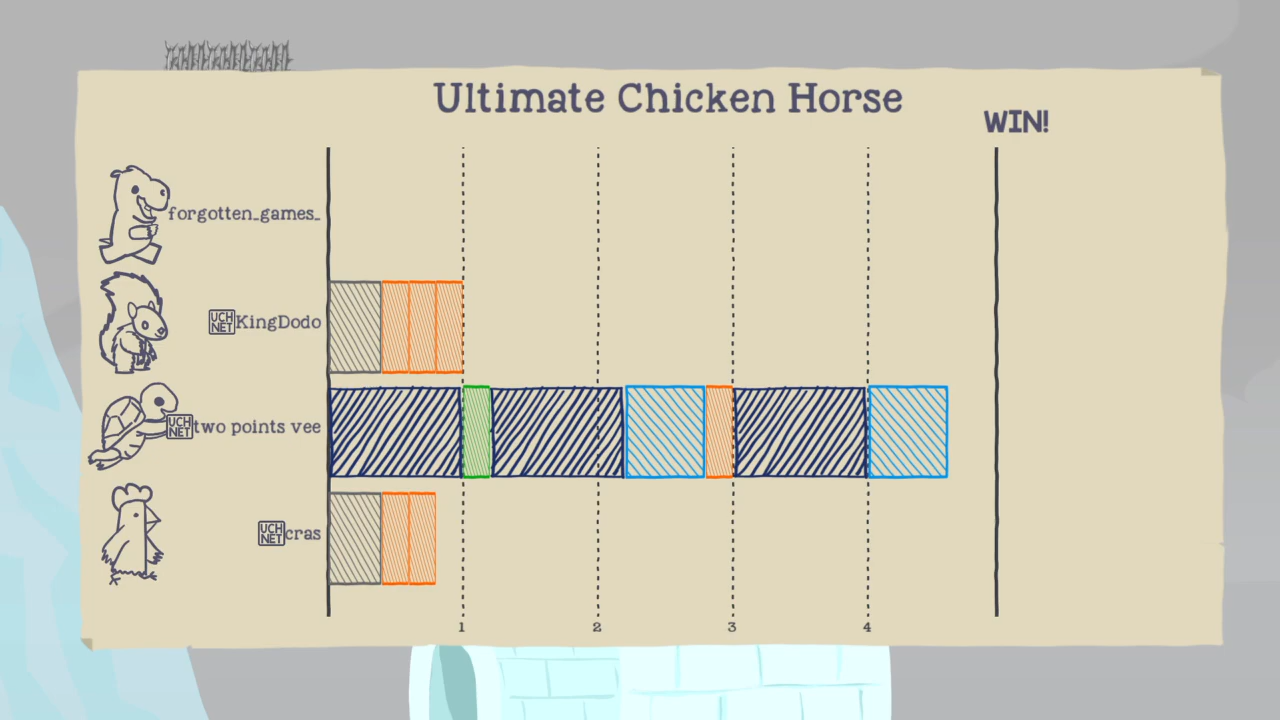 Ultimate Chicken Horse
WIN!
forgotten_games_
UCH NET KingDodo
UCH NET two points vee
UCH NET cras
1 2 3 4